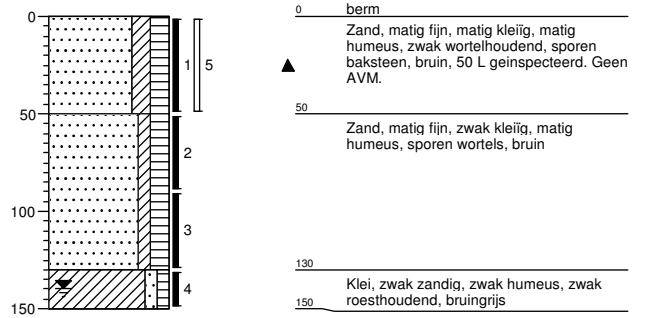 0
50
100
150
1
5
2
3
4
0 berm
Zand, matig fijn, matig kleiïg, matig
humeus, zwak wortelhoudend, sporen
baksteen, bruin, 50 L geinspecteerd. Geen
AVM.
50
Zand, matig fijn, zwak kleiïg, matig
humeus, sporen wortels, bruin
130
Klei, zwak zandig, zwak humeus, zwak
roesthoudend, bruingrijs
150